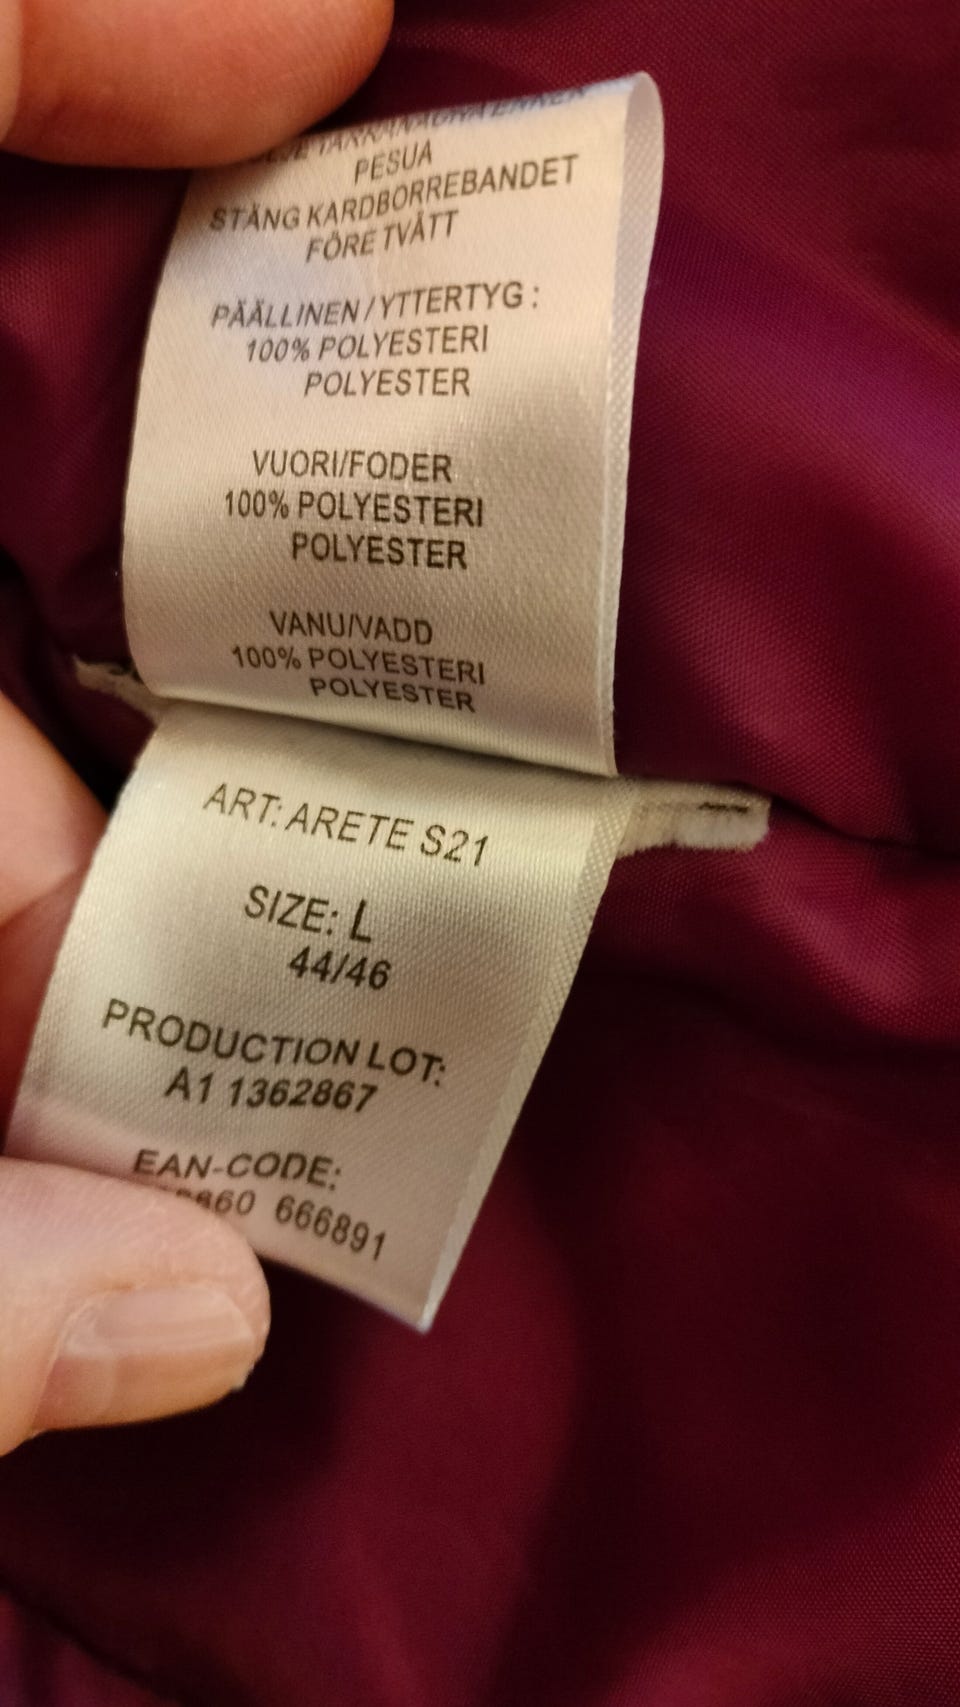 PESUA
STÄNG KARDBORREBANDET
FÖRE TVÄTT
PÄÄLLINEN / YTTERTYG :
100% POLYESTERI
POLYESTER
VUORI/FODER
100% POLYESTERI
POLYESTER
VANU/VADD
100% POLYESTERI
POLYESTER
ART: ARETE S21
SIZE: L
44/46
PRODUCTION LOT:
A1 1362867
EAN-CODE:
666891